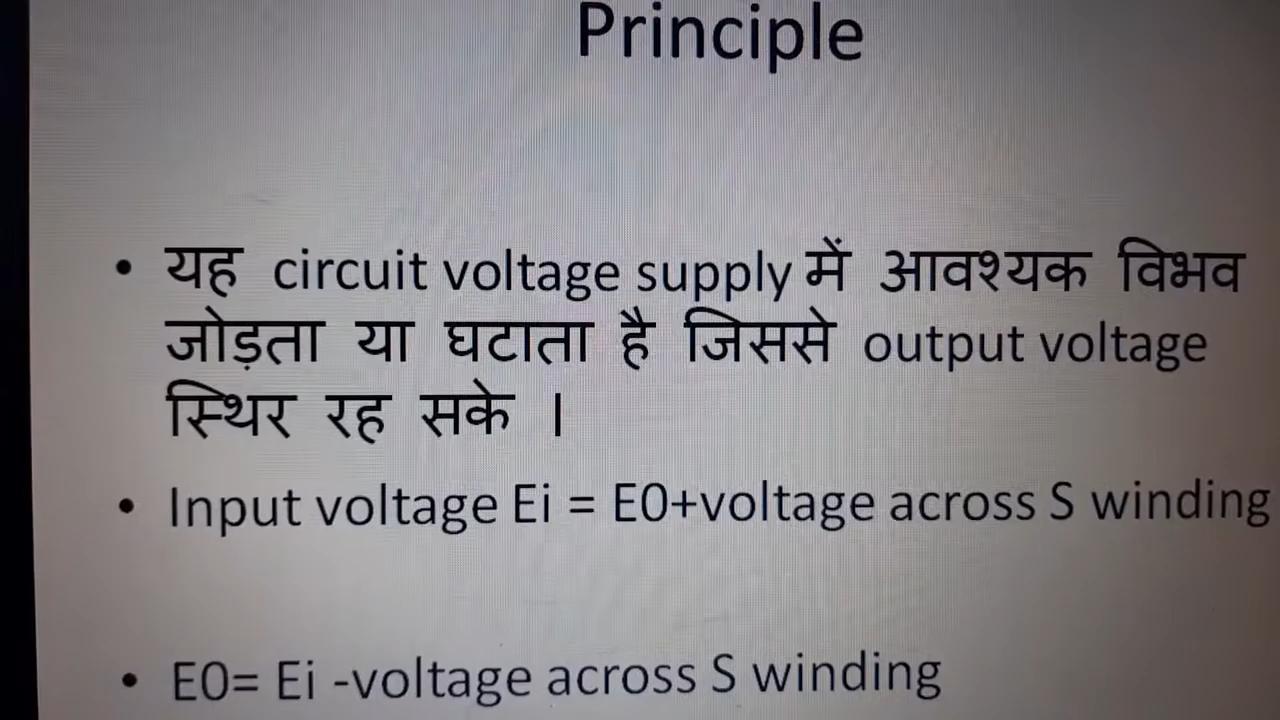 Principle
• यह circuit voltage supply में आवश्यक विभव
जोड़ता या घटाता है जिससे output voltage
स्थिर रह सके ।
• Input voltage Ei = E0+voltage across S winding
• E0= Ei -voltage across S winding